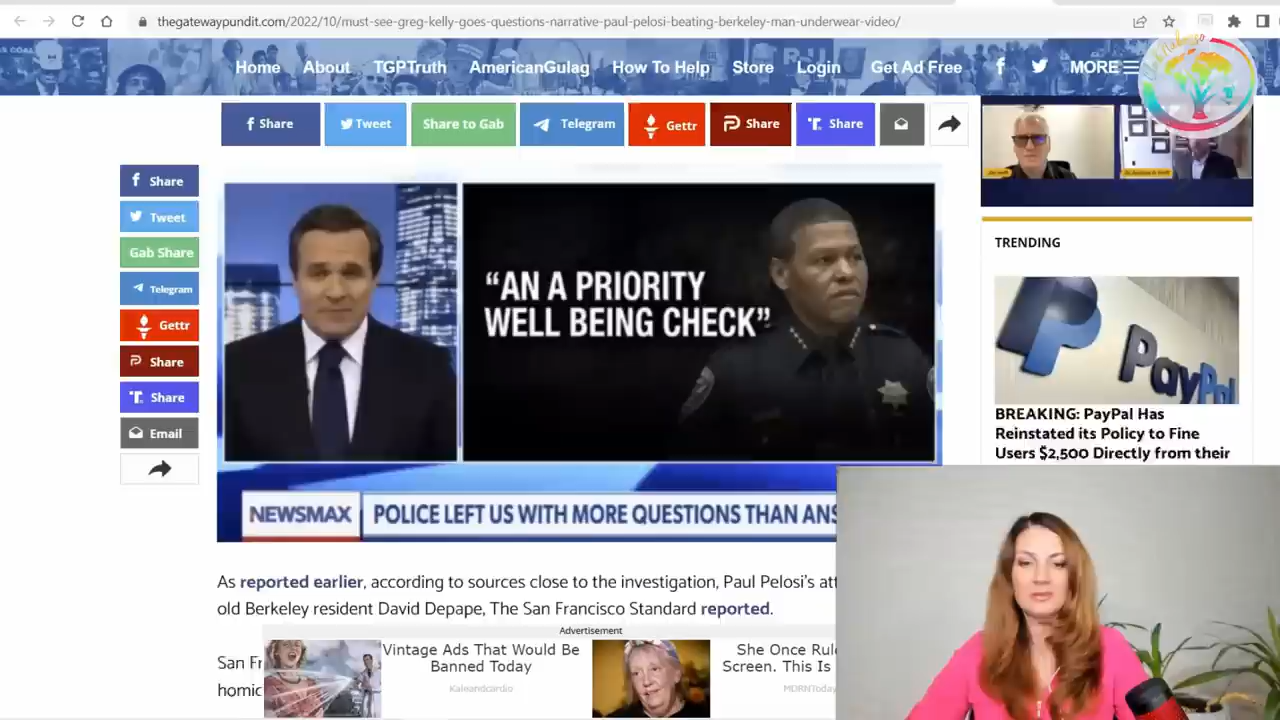 thegatewaypundit.com/2022/10/must-see-greg-kelly-goes-questions-narrative-paul-pelosi-beating-berkeley-man-underwear-video/
Home About TGPTruth AmericanGulag How To Help Store Login Get Ad Free MORE
Share Tweet Share to Gab Telegram Gettr Share Share
Share
Tweet
Gab Share
Telegram
Gettr
Share
Share
Email
“AN A PRIORITY
WELL BEING CHECK”
NEWSMAX POLICE LEFT US WITH MORE QUESTIONS THAN ANS
TRENDING
PayPal
BREAKING: PayPal Has
Reinstated its Policy to Fine
Users $2,500 Directly from their
As reported earlier, according to sources close to the investigation, Paul Pelosi’s att
old Berkeley resident David Depape, The San Francisco Standard reported.
Advertisement
San Fr
homic
Vintage Ads That Would Be
Banned Today
Kaleandcardio
She Once Rul
Screen. This Is
MDRNToday